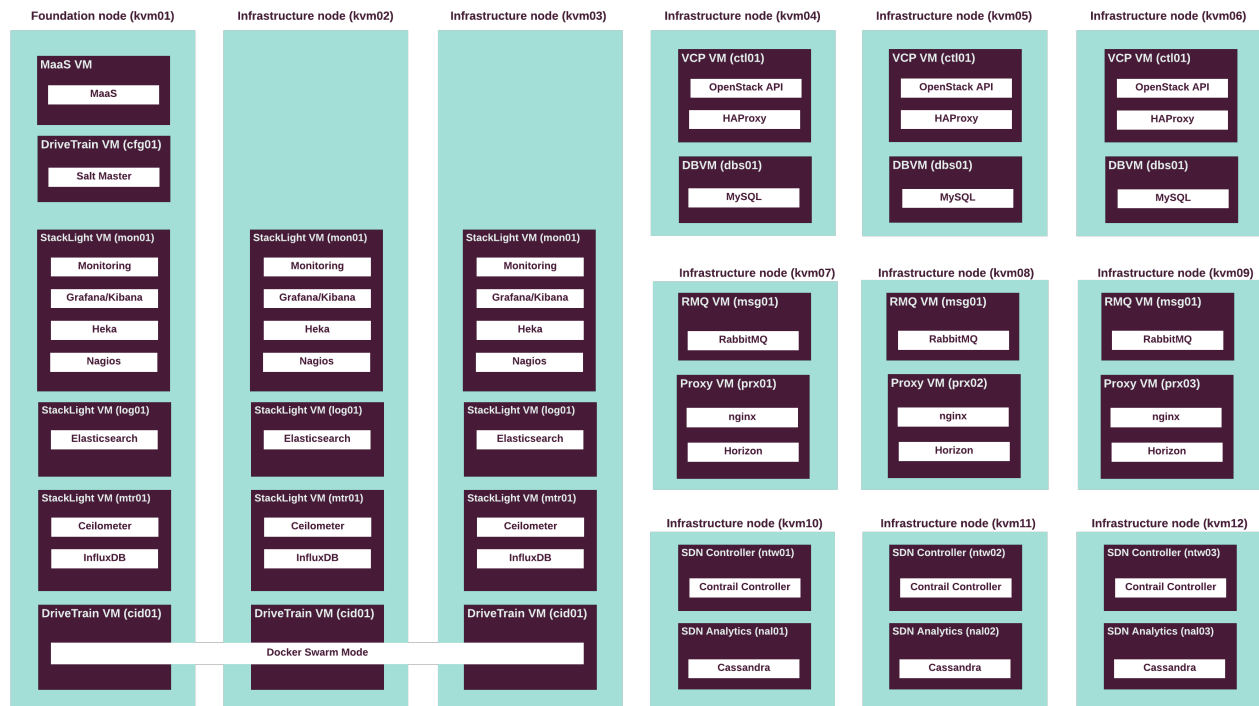 Foundation node (kvm01)
MaaS VM
MaaS
DriveTrain VM (cfg01)
Salt Master
StackLight VM (mon01)
Monitoring
Grafana/Kibana
Heka
Nagios
StackLight VM (log01)
Elasticsearch
StackLight VM (mtr01)
Ceilometer
InfluxDB
DriveTrain VM (cid01)
Infrastructure node (kvm02)
StackLight VM (mon01)
Monitoring
Grafana/Kibana
Heka
Nagios
StackLight VM (log01)
Elasticsearch
StackLight VM (mtr01)
Ceilometer
InfluxDB
DriveTrain VM (cid01)
Docker Swarm Mode
Infrastructure node (kvm03)
StackLight VM (mon01)
Monitoring
Grafana/Kibana
Heka
Nagios
StackLight VM (log01)
Elasticsearch
StackLight VM (mtr01)
Ceilometer
InfluxDB
DriveTrain VM (cid01)
Infrastructure node (kvm04)
VCP VM (ctl01)
OpenStack API
HAProxy
DBVM (dbs01)
MySQL
Infrastructure node (kvm05)
VCP VM (ctl01)
OpenStack API
HAProxy
DBVM (dbs01)
MySQL
Infrastructure node (kvm06)
VCP VM (ctl01)
OpenStack API
HAProxy
DBVM (dbs01)
MySQL
Infrastructure node (kvm07)
RMQ VM (msg01)
RabbitMQ
Proxy VM (prx01)
nginx
Horizon
Infrastructure node (kvm08)
RMQ VM (msg01)
RabbitMQ
Proxy VM (prx02)
nginx
Horizon
Infrastructure node (kvm09)
RMQ VM (msg01)
RabbitMQ
Proxy VM (prx03)
nginx
Horizon
Infrastructure node (kvm10)
SDN Controller (ntw01)
Contrail Controller
SDN Analytics (nal01)
Cassandra
Infrastructure node (kvm11)
SDN Controller (ntw02)
Contrail Controller
SDN Analytics (nal02)
Cassandra
Infrastructure node (kvm12)
SDN Controller (ntw03)
Contrail Controller
SDN Analytics (nal03)
Cassandra